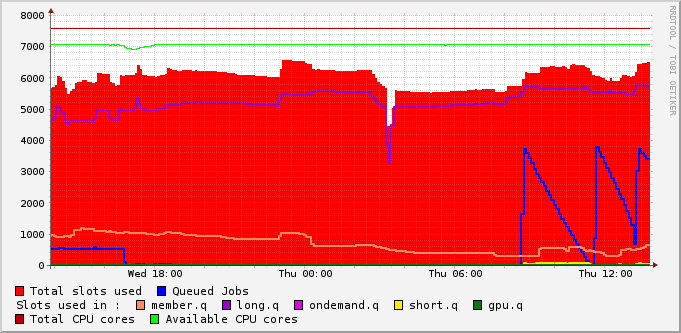 8000
7000
6000
5000
4000
3000
2000
1000
0
Wed 18:00 Thu 00:00 Thu 06:00 Thu 12:00
Total slots used Queued Jobs
Slots used in : member.q long.q ondemand.q short.q gpu.q
Total CPU cores Available CPU cores
RRDTOOL / TOBI OETIKER